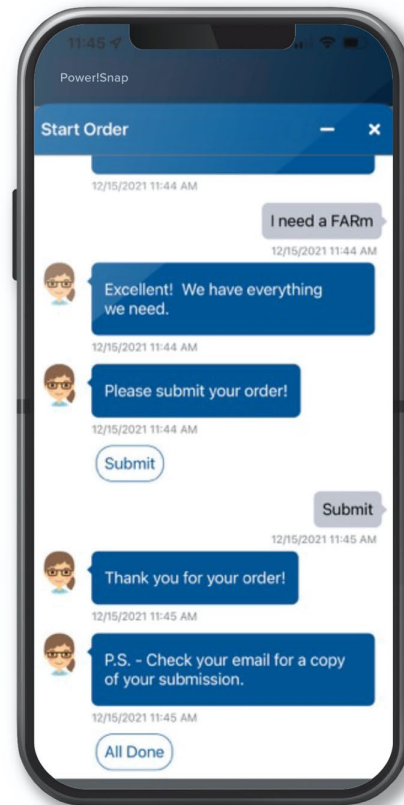 11:45
Power!Snap
Start Order
12/15/2021 11:44 AM
I need a FARm
12/15/2021 11:44 AM
Excellent! We have everything
we need.
12/15/2021 11:44 AM
Please submit your order!
12/15/2021 11:44 AM
Submit
Submit
12/15/2021 11:45 AM
Thank you for your order!
12/15/2021 11:45 AM
P.S. - Check your email for a copy
of your submission.
12/15/2021 11:45 AM
All Done